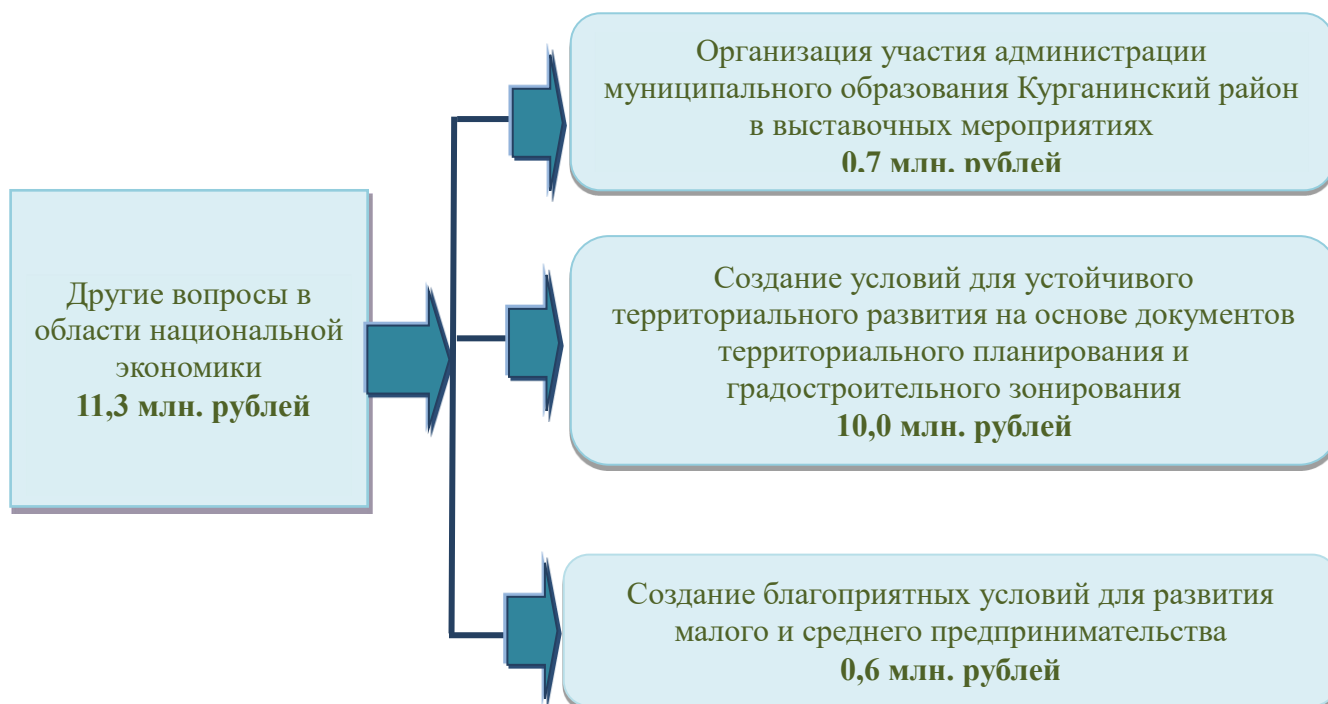 Организация участия администрации
муниципального образования Курганинский район
в выставочных мероприятиях
0,7 млн. рублей
Другие вопросы в
области национальной
экономики
11,3 млн. рублей
Создание условий для устойчивого
территориального развития на основе документов
территориального планирования и
градостроительного зонирования
10,0 млн. рублей
Создание благоприятных условий для развития
малого и среднего предпринимательства
0,6 млн. рублей